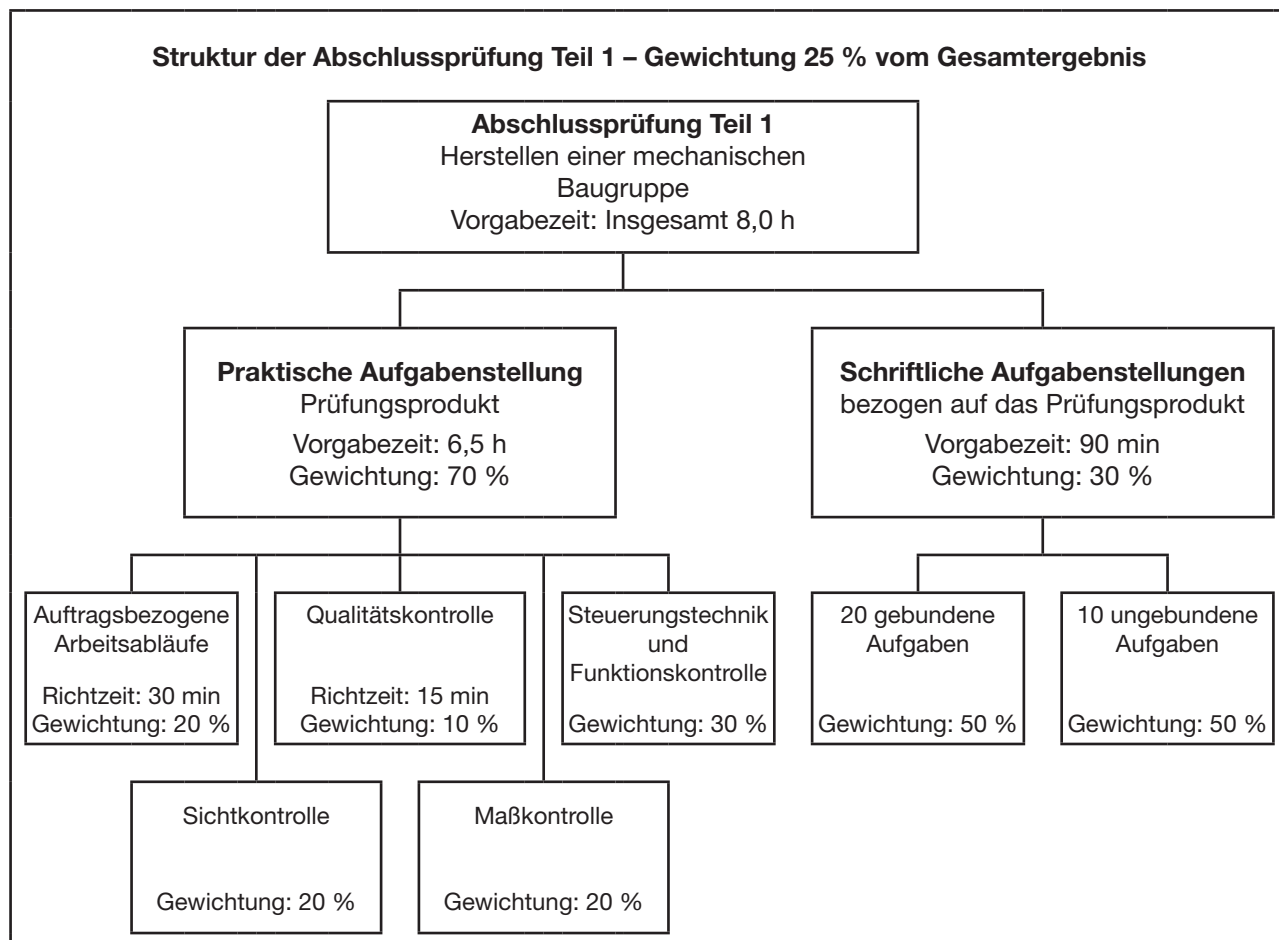 Struktur der Abschlussprüfung Teil 1 – Gewichtung 25 % vom Gesamtergebnis
Abschlussprüfung Teil 1
Herstellen einer mechanischen
Baugruppe
Vorgabezeit: Insgesamt 8,0 h
Praktische Aufgabenstellung
Prüfungsprodukt
Vorgabezeit: 6,5 h
Gewichtung: 70 %
Schriftliche Aufgabenstellungen
bezogen auf das Prüfungsprodukt
Vorgabezeit: 90 min
Gewichtung: 30 %
Auftragsbezogene
Arbeitsabläufe
Richtzeit: 30 min
Gewichtung: 20 %
Qualitätskontrolle
Richtzeit: 15 min
Gewichtung: 10 %
Steuerungstechnik
und
Funktionskontrolle
Gewichtung: 30 %
20 gebundene
Aufgaben
Gewichtung: 50 %
10 ungebundene
Aufgaben
Gewichtung: 50 %
Sichtkontrolle
Gewichtung: 20 %
Maßkontrolle
Gewichtung: 20 %